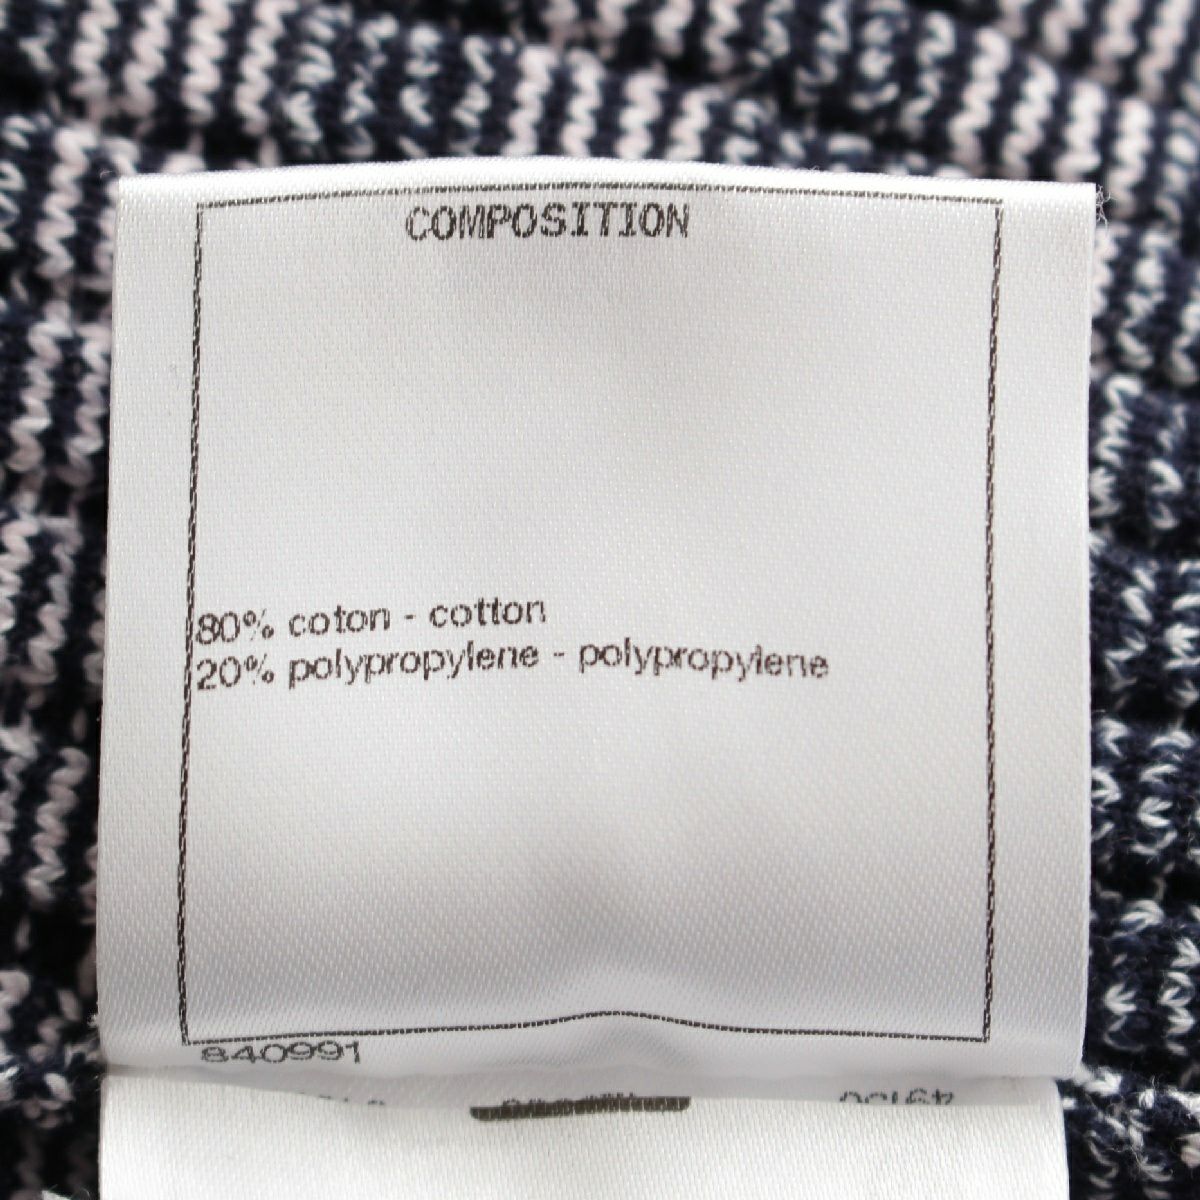 COMPOSITION
80% coton - cotton
20% polypropylene - polypropylene
840991